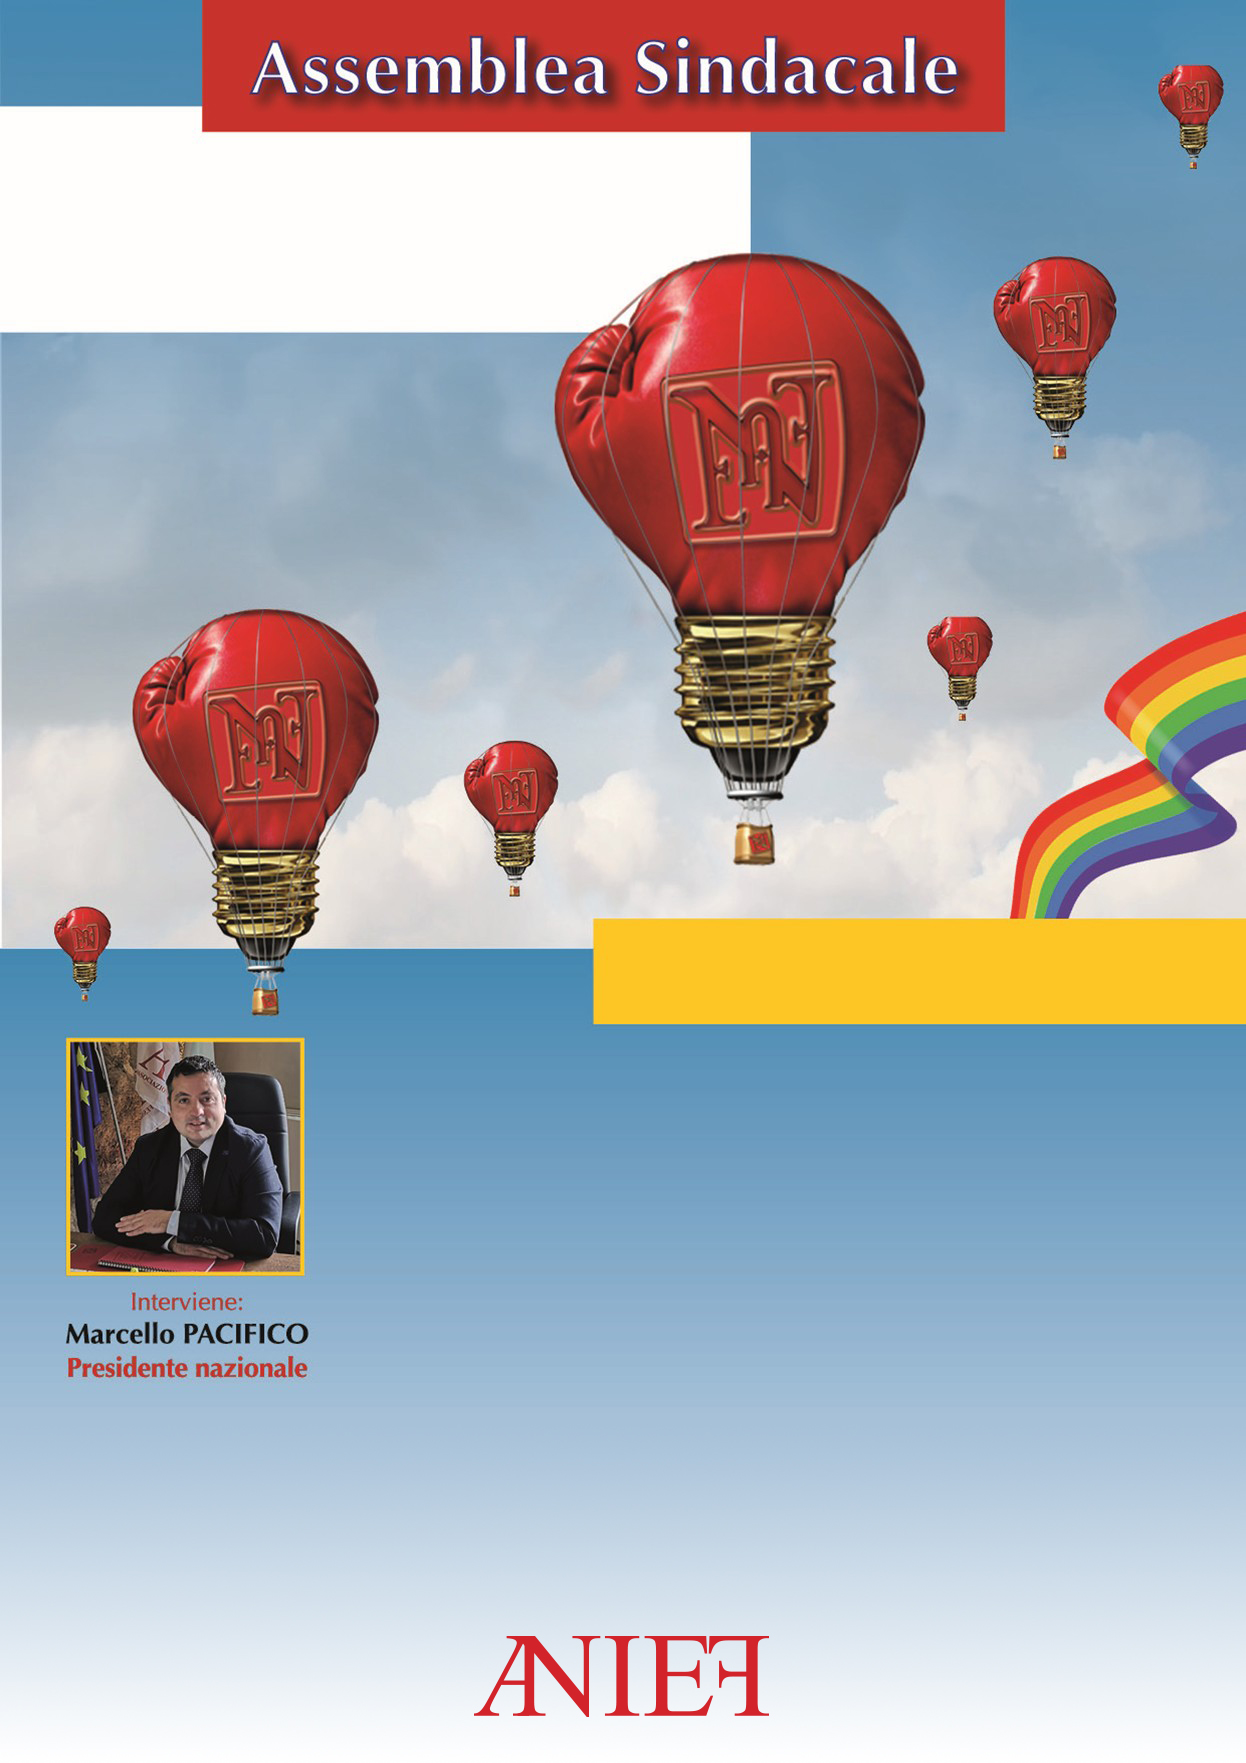 Assemblea Sindacale
Interviene:
Marcello PACIFICO
Presidente nazionale
ANIEF